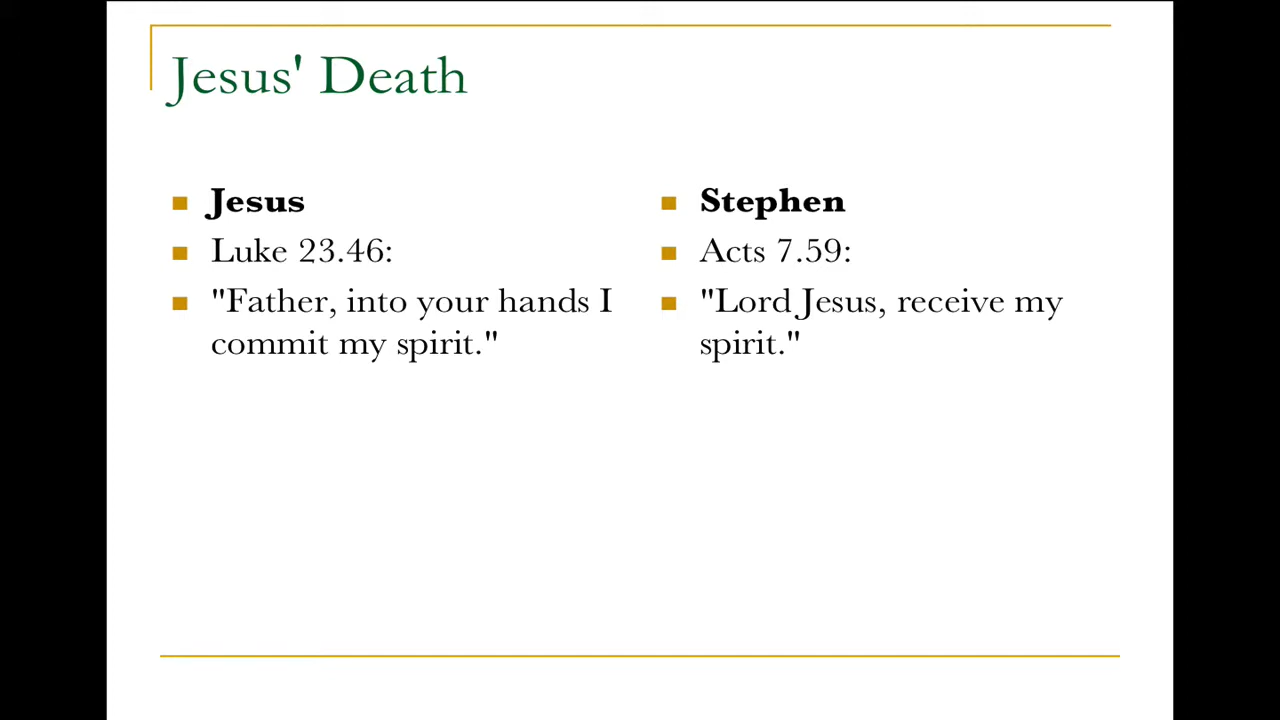 Jesus' Death
Jesus
Luke 23.46:
"Father, into your hands I
commit my spirit."
Stephen
Acts 7.59:
"Lord Jesus, receive my
spirit."